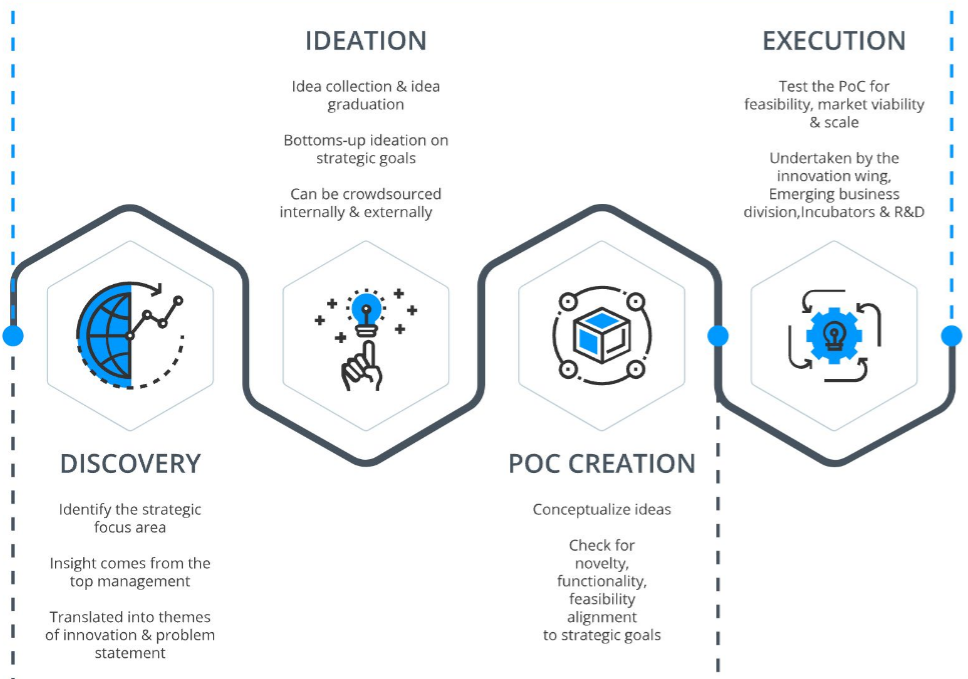 IDEATION
Idea collection & idea
graduation
Bottoms-up ideation on
strategic goals
Can be crowdsourced
internally & externally
EXECUTION
Test the PoC for
feasibility, market viability
& scale
Undertaken by the
innovation wing,
Emerging business
division,Incubators & R&D
DISCOVERY
Identify the strategic
focus area
Insight comes from the
top management
Translated into themes
of innovation & problem
statement
POC CREATION
Conceptualize ideas
Check for
novelty,
functionality,
feasibility
alignment
to strategic goals